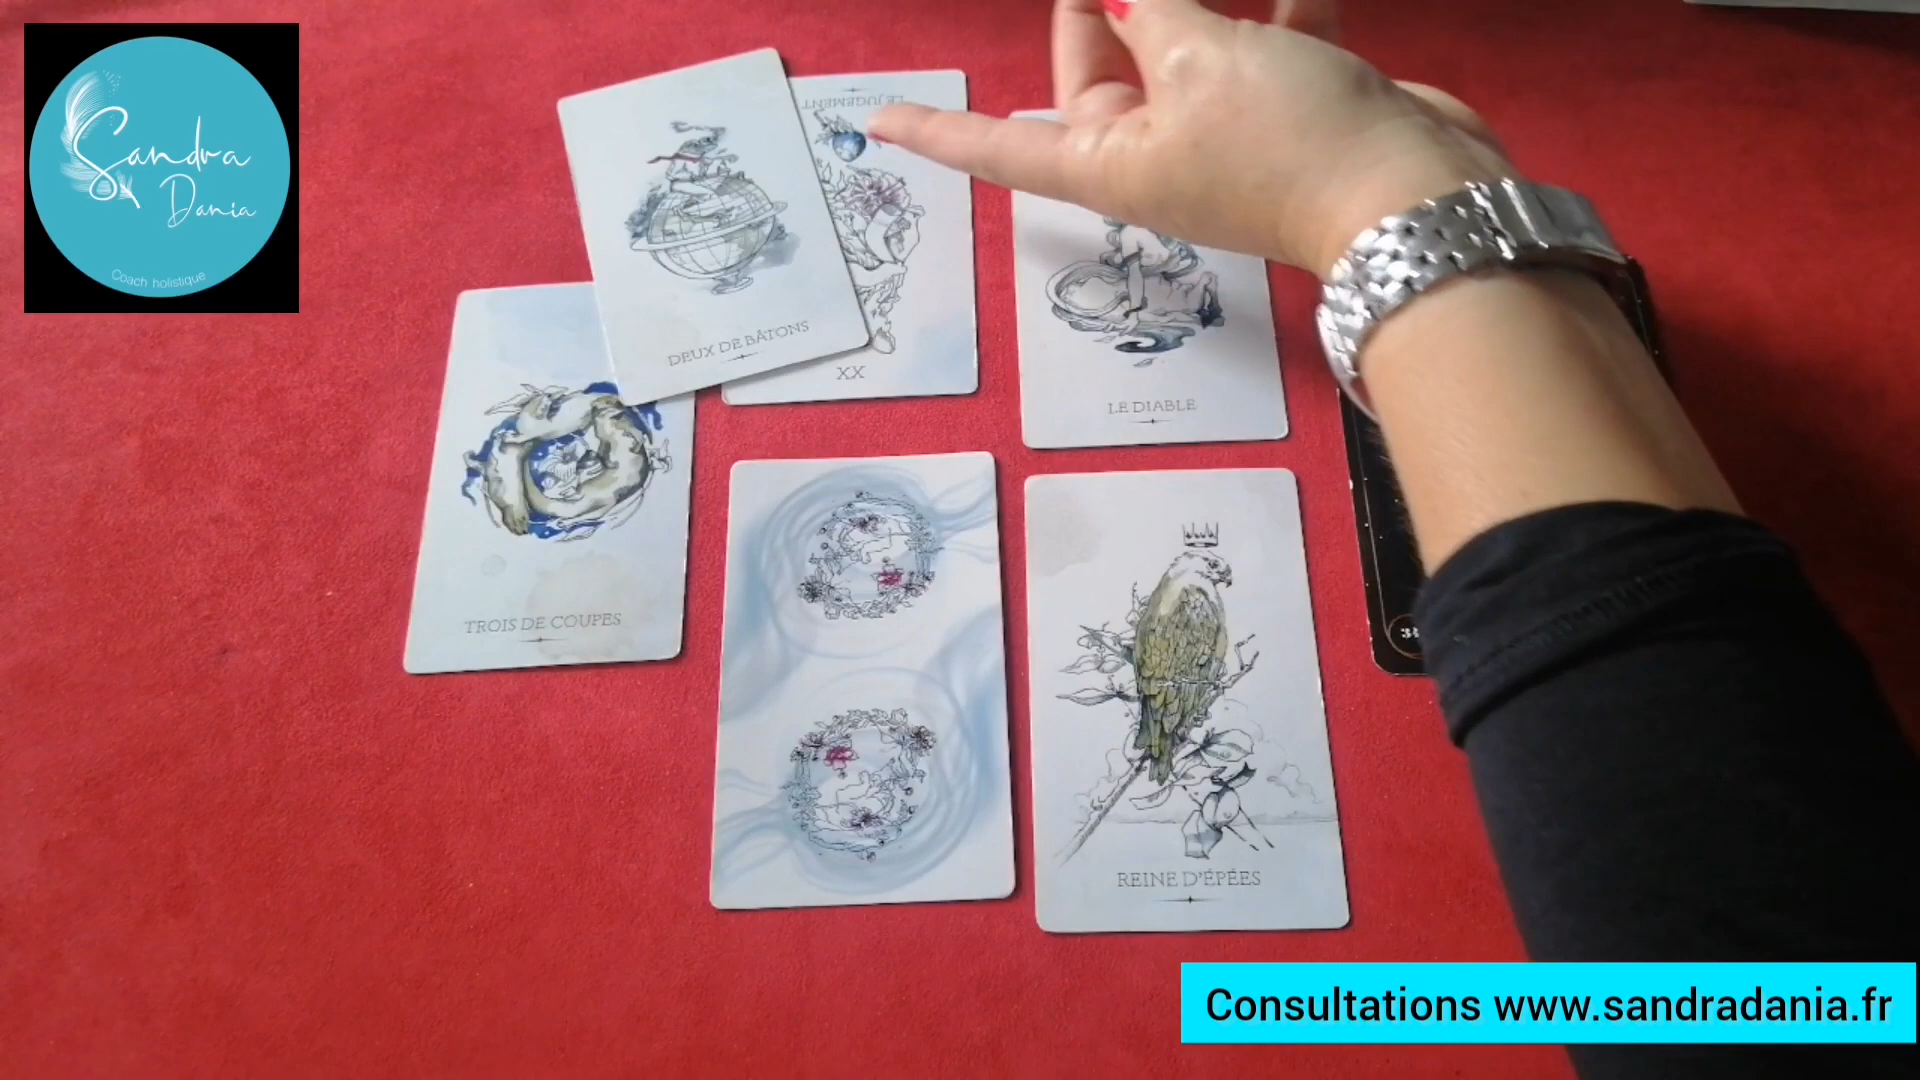 Sandra
Dania
Coach holistique
LE JUGEMENT
DEUX DE BÂTONS
XX
LE DIABLE
TROIS DE COUPES
REINE D'ÉPÉES
Consultations www.sandradania.fr